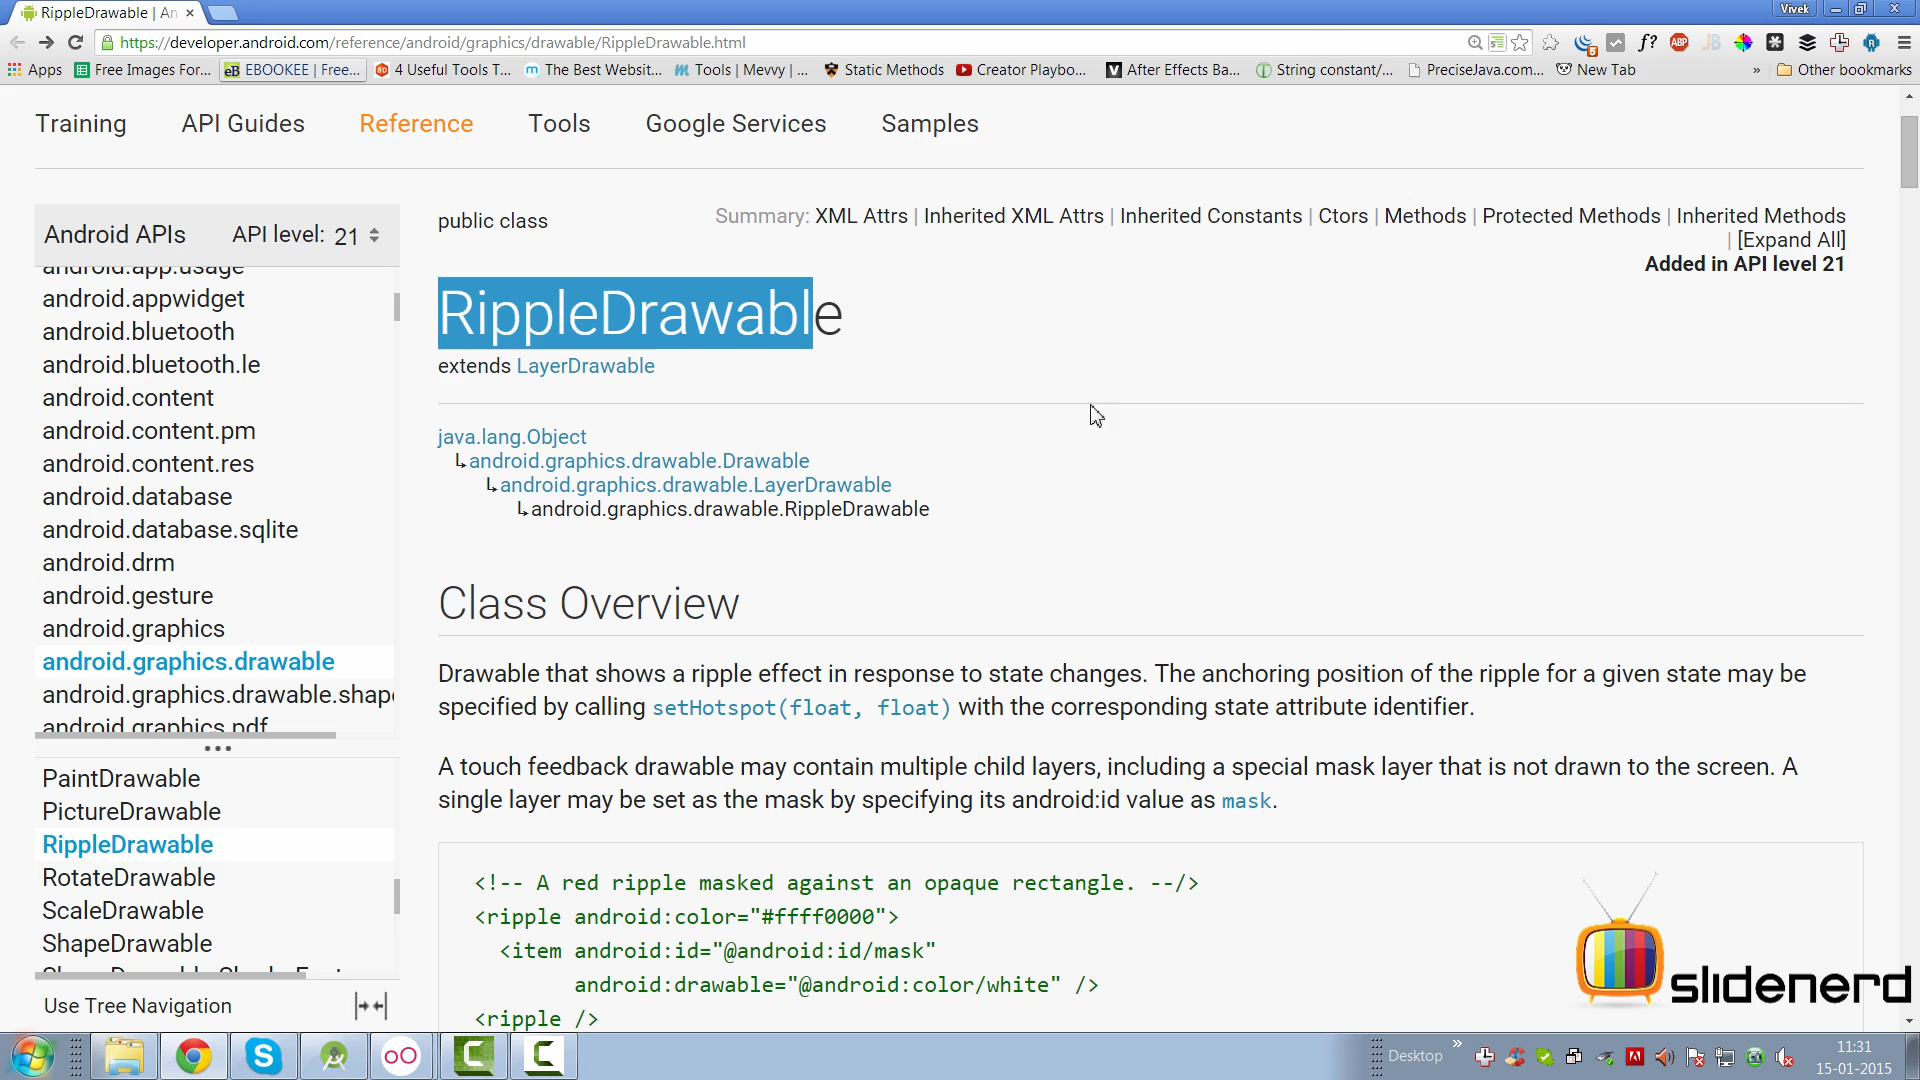 RippleDrawable | An
Vivek
https://developer.android.com/reference/android/graphics/drawable/RippleDrawable.html
Apps
Free Images For...
EBOOKEE | Free...
4 Useful Tools T...
The Best Websit...
Tools | Mevvy | ...
Static Methods
Creator Playbo...
After Effects Ba...
String constant/...
PreciseJava.com...
New Tab
»
Other bookmarks
Training
API Guides
Reference
Tools
Google Services
Samples
Android APIs
API level: 21
android.app.usage
android.appwidget
android.bluetooth
android.bluetooth.le
android.content
android.content.pm
android.content.res
android.database
android.database.sqlite
android.drm
android.gesture
android.graphics
android.graphics.drawable
android.graphics.drawable.shape
android.graphics.pdf
PaintDrawable
PictureDrawable
RippleDrawable
RotateDrawable
ScaleDrawable
ShapeDrawable
Use Tree Navigation
public class
Summary: XML Attrs | Inherited XML Attrs | Inherited Constants | Ctors | Methods | Protected Methods | Inherited Methods
| [Expand All]
Added in API level 21
RippleDrawable
extends LayerDrawable
java.lang.Object
↳android.graphics.drawable.Drawable
↳android.graphics.drawable.LayerDrawable
↳android.graphics.drawable.RippleDrawable
Class Overview
Drawable that shows a ripple effect in response to state changes. The anchoring position of the ripple for a given state may be
specified by calling setHotspot(float, float) with the corresponding state attribute identifier.
A touch feedback drawable may contain multiple child layers, including a special mask layer that is not drawn to the screen. A
single layer may be set as the mask by specifying its android:id value as mask.
<!-- A red ripple masked against an opaque rectangle. --/>
<ripple android:color="#ffff0000">
<item android:id="@android:id/mask"
android:drawable="@android:color/white" />
<ripple />
slidenerd
Desktop
»
11:31
15-01-2015